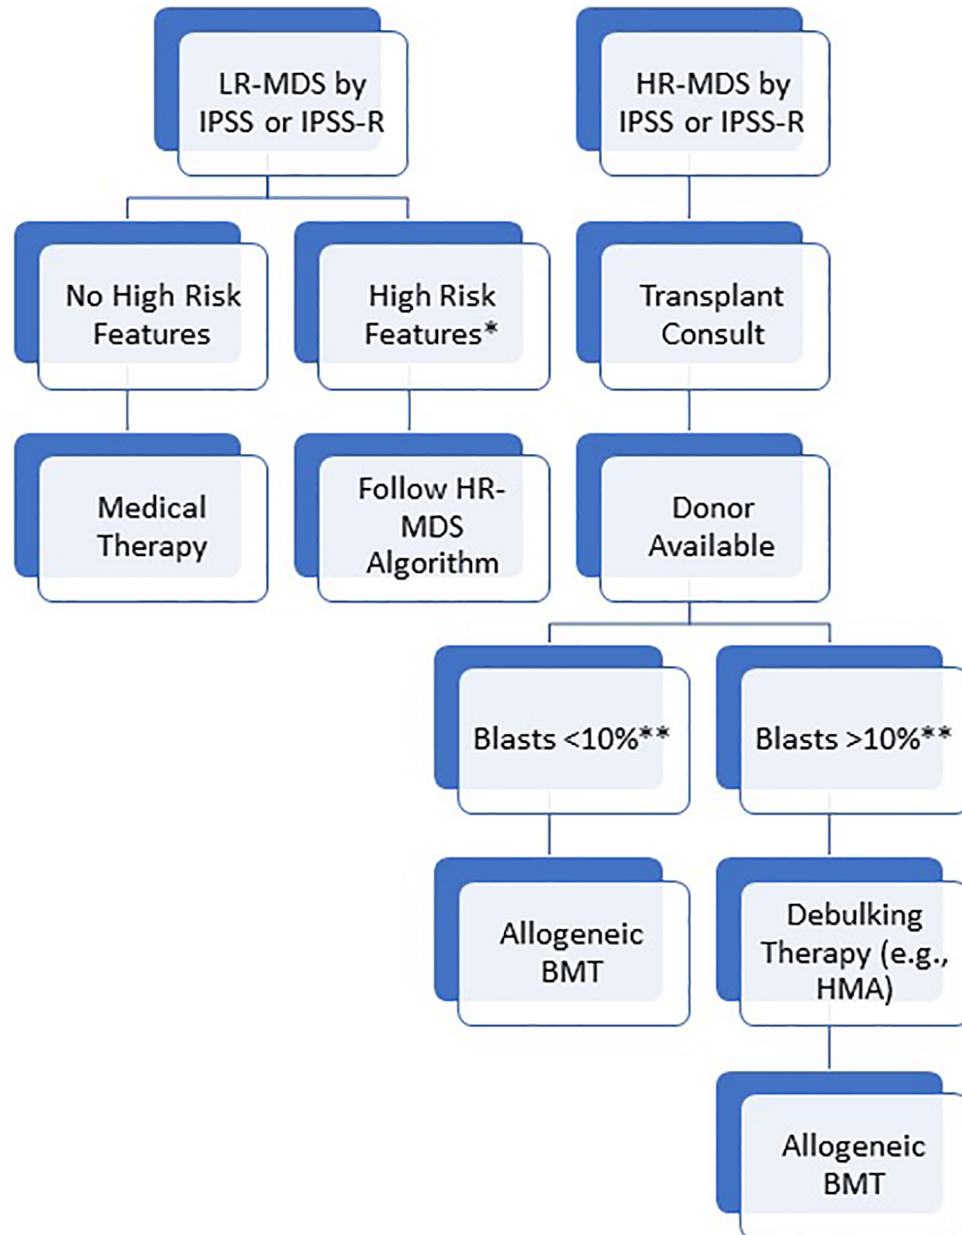 LR-MDS by
IPSS or IPSS-R
HR-MDS by
IPSS or IPSS-R
No High Risk
Features
High Risk
Features*
Transplant
Consult
Medical
Therapy
Follow HR-
MDS
Algorithm
Donor
Available
Blasts <10%**
Blasts >10%**
Allogeneic
BMT
Debulking
Therapy (e.g.,
HMA)
Allogeneic
BMT